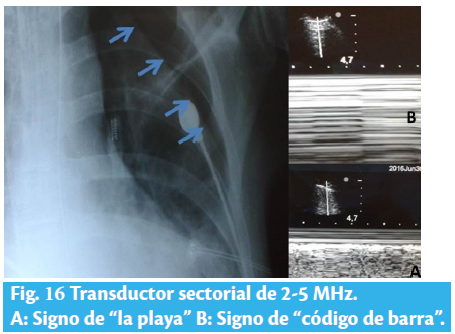 4,7
B
2016Jun30
4,7
A
Fig. 16 Transductor sectorial de 2-5 MHz.
A: Signo de “la playa” B: Signo de “código de barra”.